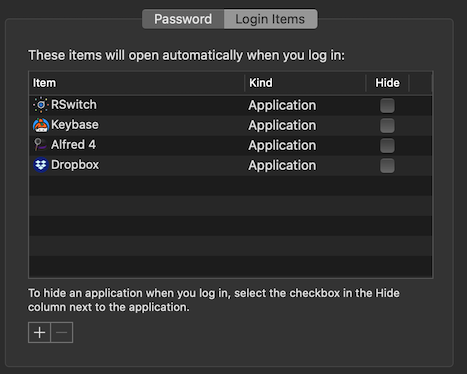 Password Login Items
These items will open automatically when you log in:
Item Kind Hide
RSwitch Application
Keybase Application
Alfred 4 Application
Dropbox Application
To hide an application when you log in, select the checkbox in the Hide
column next to the application.
+ −